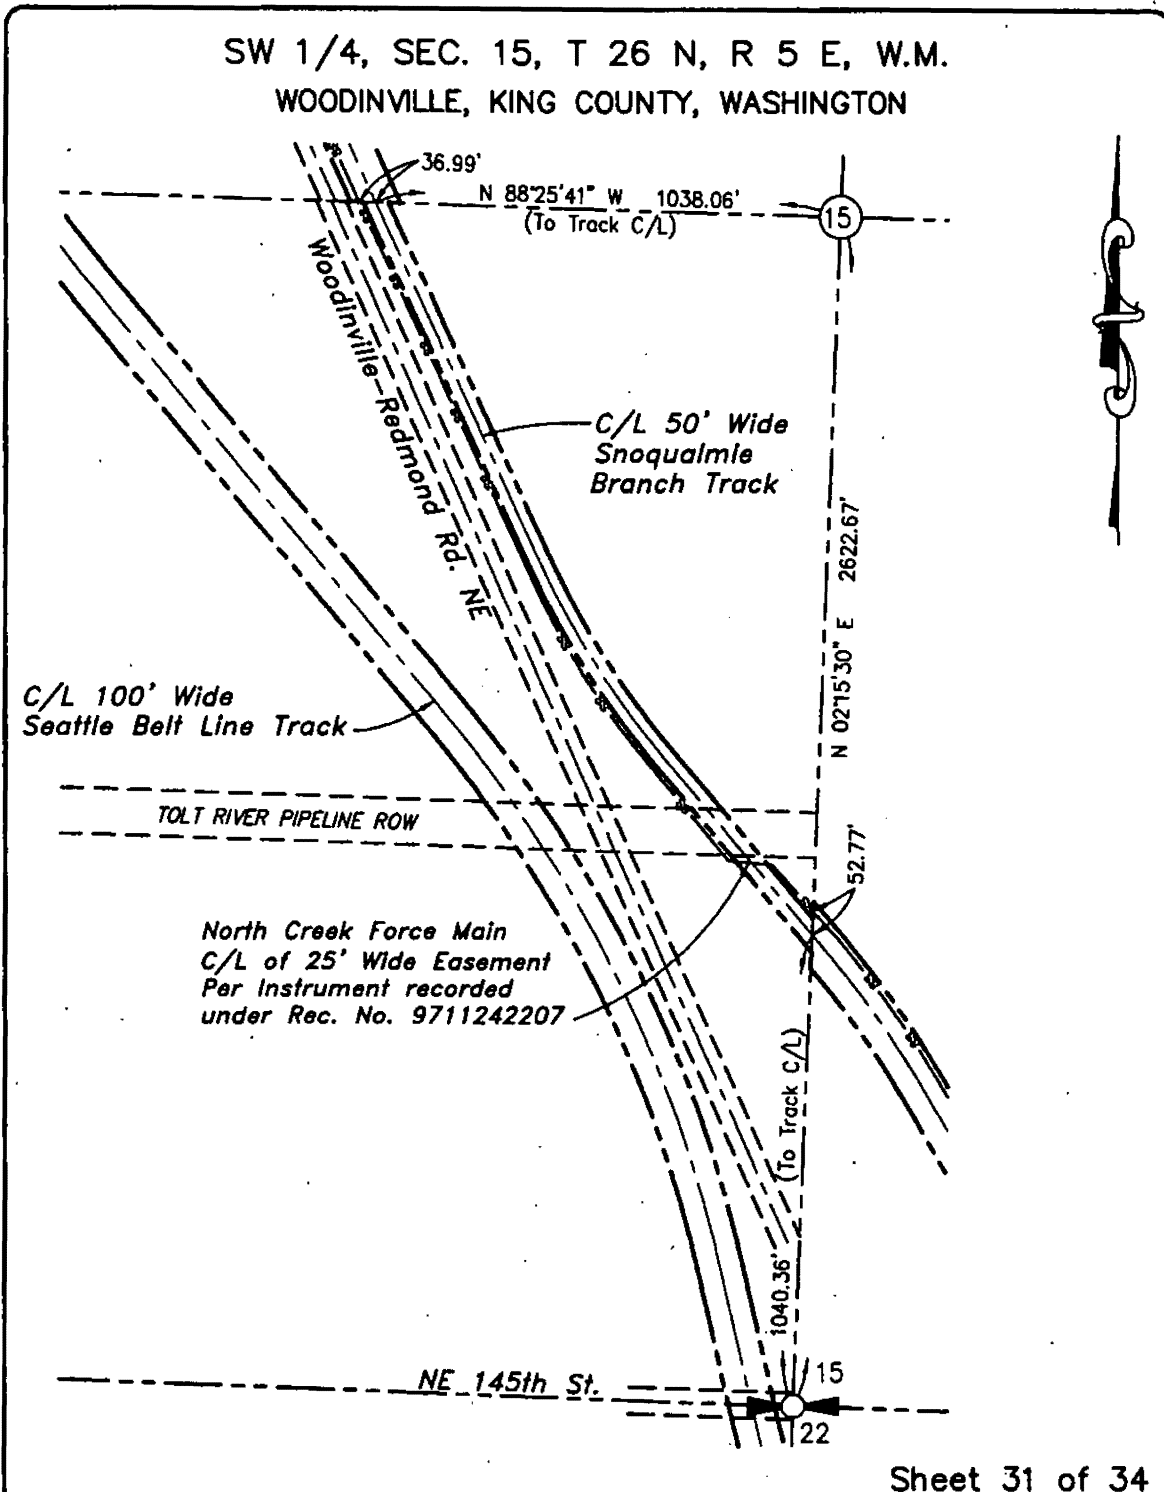 SW 1/4, SEC. 15, T 26 N, R 5 E, W.M.
WOODINVILLE, KING COUNTY, WASHINGTON
36.99'
N 88°25'41" W 1038.06'
(To Track C/L)
15
Woodinville-Redmond Rd. NE
C/L 50' Wide
Snoqualmie
Branch Track
N 02°15'30" E 2622.67'
C/L 100' Wide
Seattle Belt Line Track
TOLT RIVER PIPELINE ROW
52.77'
North Creek Force Main
C/L of 25' Wide Easement
Per Instrument recorded
under Rec. No. 9711242207
(To Track C/L)
1040.36'
NE 145th St.
15
22
Sheet 31 of 34